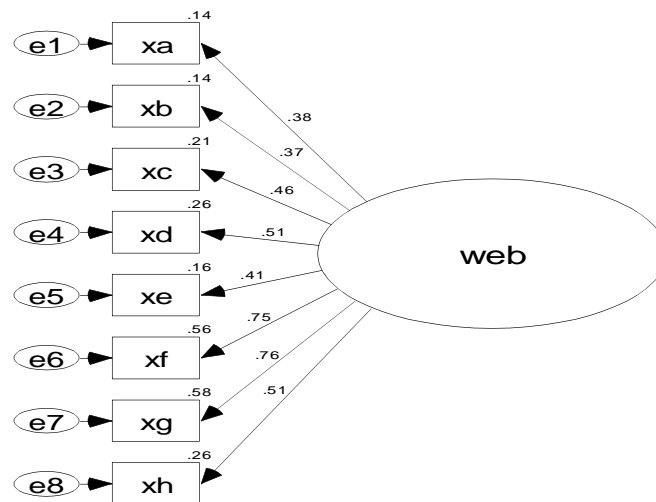 .14
e1 xa
.38
.14
e2 xb
.37
.21
e3 xc
.46
.26
e4 xd
.51
web
.16
e5 xe
.41
.56
e6 xf
.75
.58
e7 xg
.76
.26
e8 xh
.51